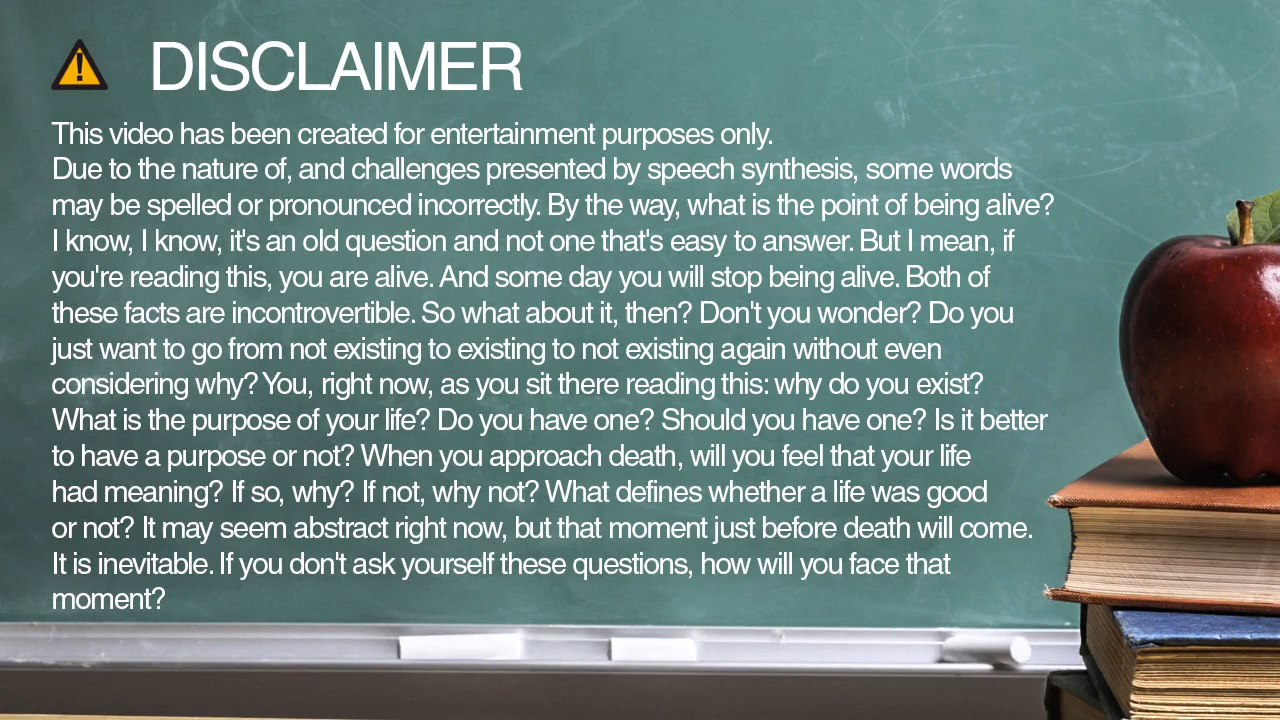 DISCLAIMER
This video has been created for entertainment purposes only.
Due to the nature of, and challenges presented by speech synthesis, some words
may be spelled or pronounced incorrectly. By the way, what is the point of being alive?
I know, I know, it's an old question and not one that's easy to answer. But I mean, if
you're reading this, you are alive. And some day you will stop being alive. Both of
these facts are incontrovertible. So what about it, then? Don't you wonder? Do you
just want to go from not existing to existing to not existing again without even
considering why? You, right now, as you sit there reading this: why do you exist?
What is the purpose of your life? Do you have one? Should you have one? Is it better
to have a purpose or not? When you approach death, will you feel that your life
had meaning? If so, why? If not, why not? What defines whether a life was good
or not? It may seem abstract right now, but that moment just before death will come.
It is inevitable. If you don't ask yourself these questions, how will you face that
moment?